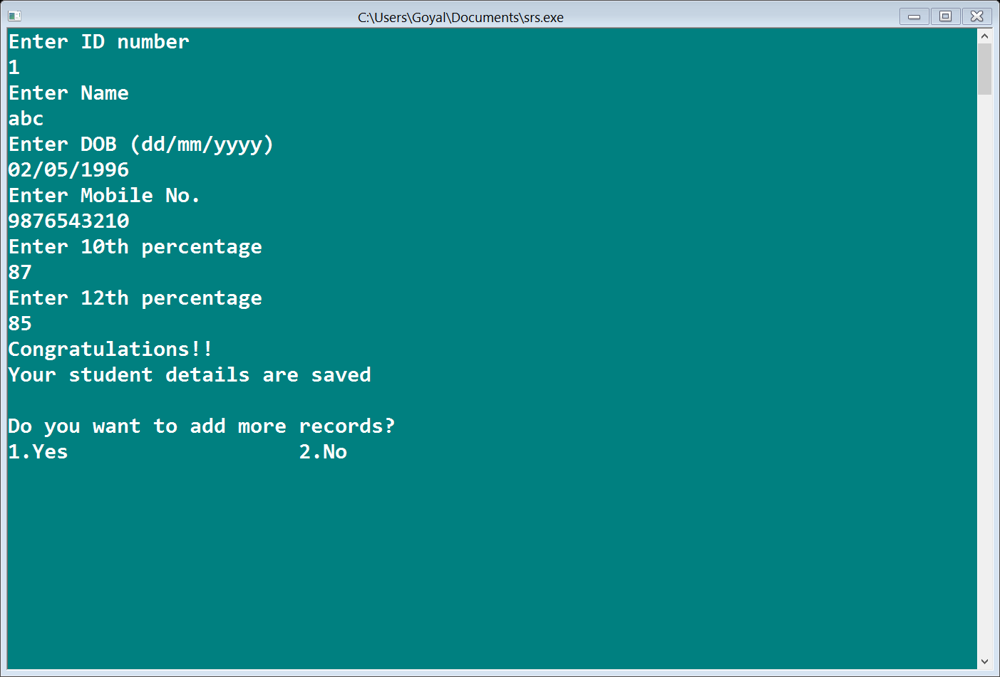 C:\Users\Goyal\Documents\srs.exe
Enter ID number
1
Enter Name
abc
Enter DOB (dd/mm/yyyy)
02/05/1996
Enter Mobile No.
9876543210
Enter 10th percentage
87
Enter 12th percentage
85
Congratulations!!
Your student details are saved
Do you want to add more records?
1.Yes                   2.No